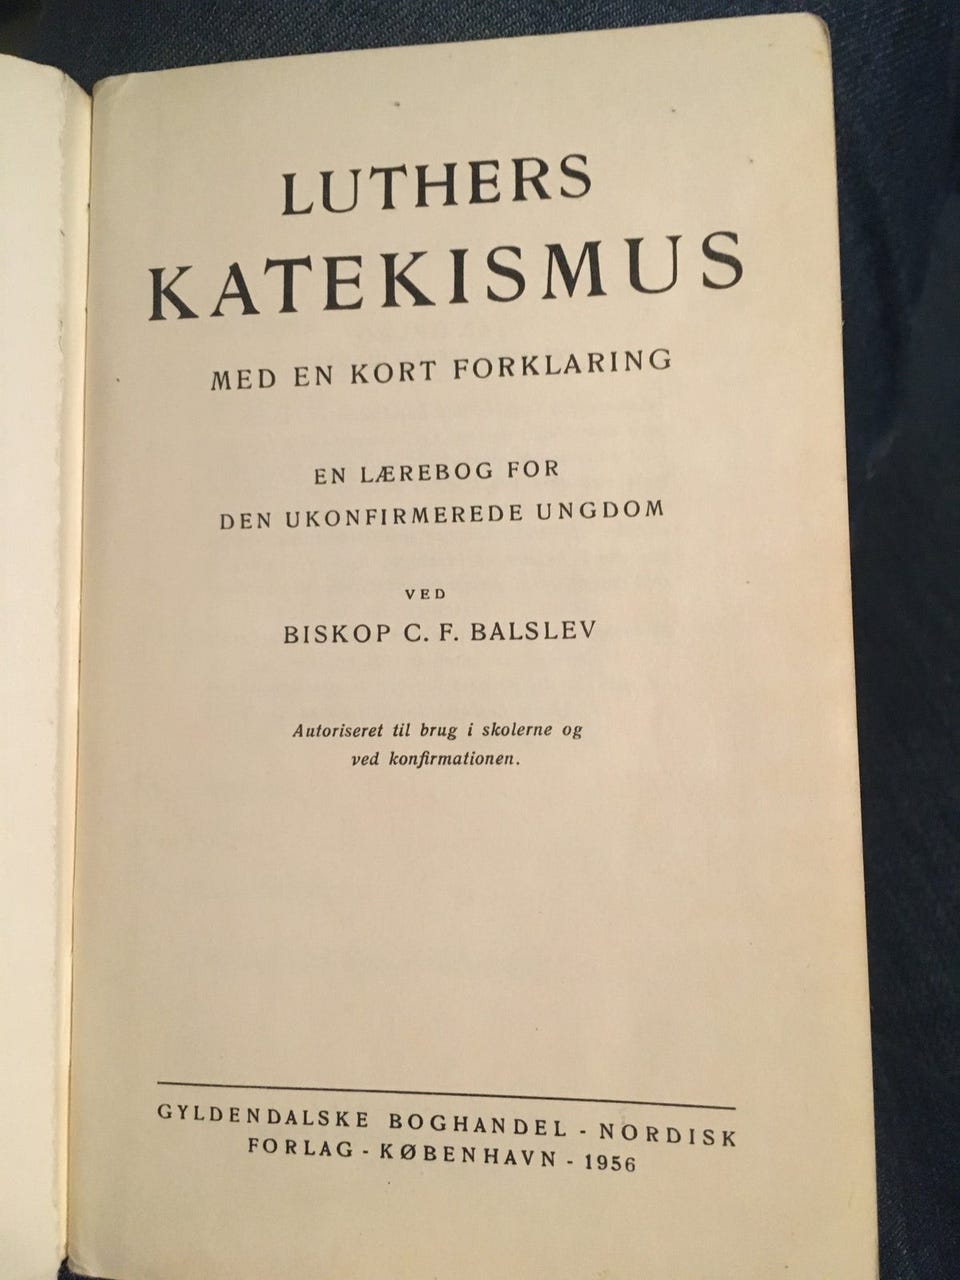 LUTHERS
KATEKISMUS
MED EN KORT FORKLARING
EN LÆREBOG FOR
DEN UKONFIRMEREDE UNGDOM
VED
BISKOP C. F. BALSLEV
Autoriseret til brug i skolerne og
ved konfirmationen.
GYLDENDALSKE BOGHANDEL - NORDISK
FORLAG - KØBENHAVN - 1956